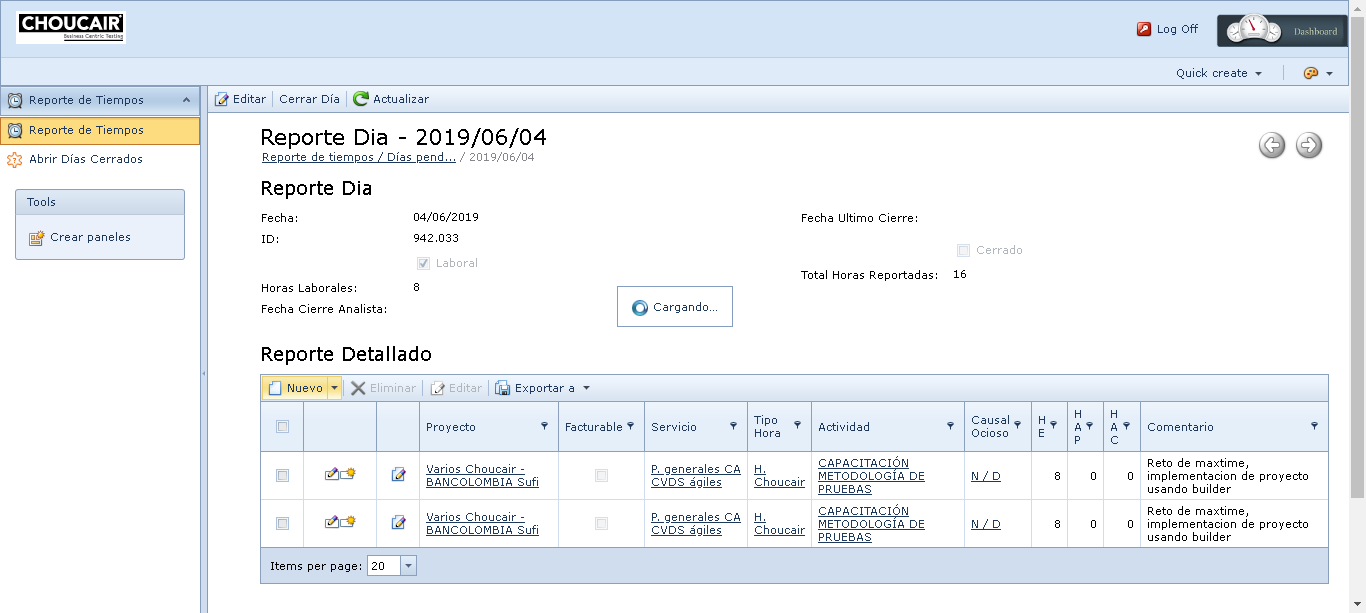 CHOUCAIR
Business Centric Testing
Log Off
Dashboard
Quick create
Reporte de Tiempos
Reporte de Tiempos
Abrir Días Cerrados
Tools
Crear paneles
Editar
Cerrar Día
Actualizar
Reporte Dia - 2019/06/04
Reporte de tiempos / Días pend... / 2019/06/04
Reporte Dia
Fecha: 04/06/2019
Fecha Ultimo Cierre:
ID: 942.033
Cerrado
Laboral
Total Horas Reportadas: 16
Horas Laborales: 8
Fecha Cierre Analista:
Cargando...
Reporte Detallado
Nuevo
Eliminar
Editar
Exportar a
Proyecto
Facturable
Servicio
Tipo
Hora
Actividad
Causal
Ocioso
H
E
H
A
P
H
A
C
Comentario
Varios Choucair -
BANCOLOMBIA Sufi
P. generales CA
CVDS ágiles
H.
Choucair
CAPACITACIÓN
METODOLOGÍA DE
PRUEBAS
N / D
8
0
0
Reto de maxtime,
implementacion de proyecto
usando builder
Varios Choucair -
BANCOLOMBIA Sufi
P. generales CA
CVDS ágiles
H.
Choucair
CAPACITACIÓN
METODOLOGÍA DE
PRUEBAS
N / D
8
0
0
Reto de maxtime,
implementacion de proyecto
usando builder
Items per page: 20